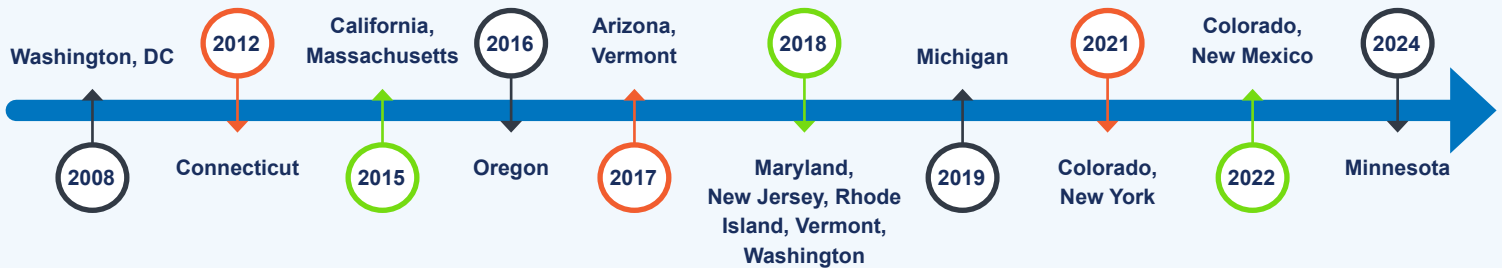 Washington, DC
2008
2012
Connecticut
California,
Massachusetts
2015
2016
Oregon
Arizona,
Vermont
2017
2018
Maryland,
New Jersey, Rhode
Island, Vermont,
Washington
Michigan
2019
2021
Colorado,
New York
Colorado,
New Mexico
2022
2024
Minnesota